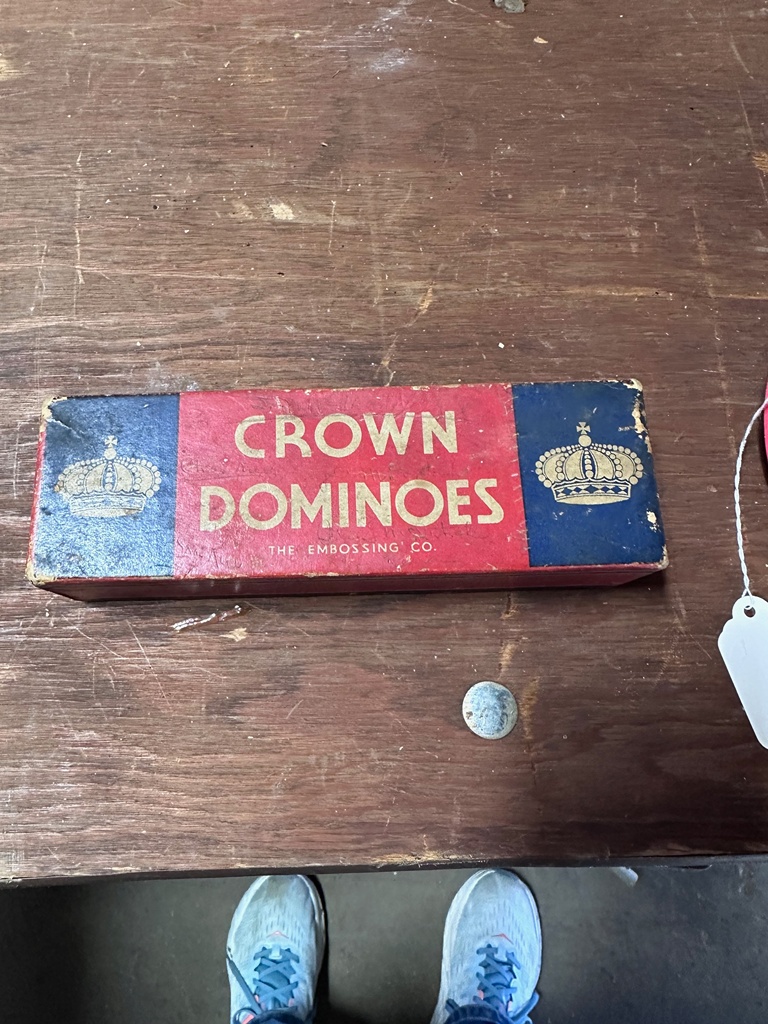 CROWN
DOMINOES
THE EMBOSSING CO.